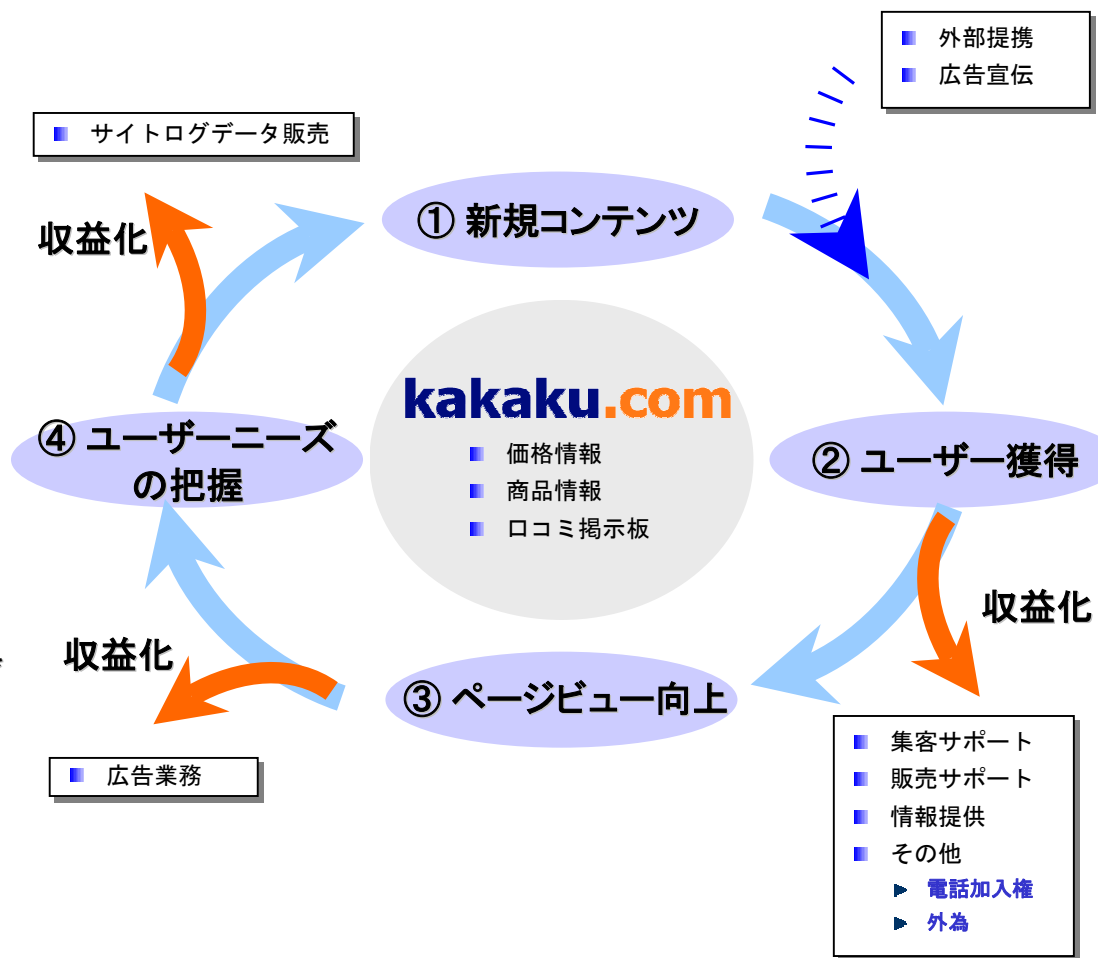 外部提携
広告宣伝
サイトログデータ販売
収益化
① 新規コンテンツ
kakaku.com
価格情報
商品情報
口コミ掲示板
④ ユーザーニーズ
の把握
② ユーザー獲得
収益化
収益化
③ ページビュー向上
広告業務
集客サポート
販売サポート
情報提供
その他
電話加入権
外為